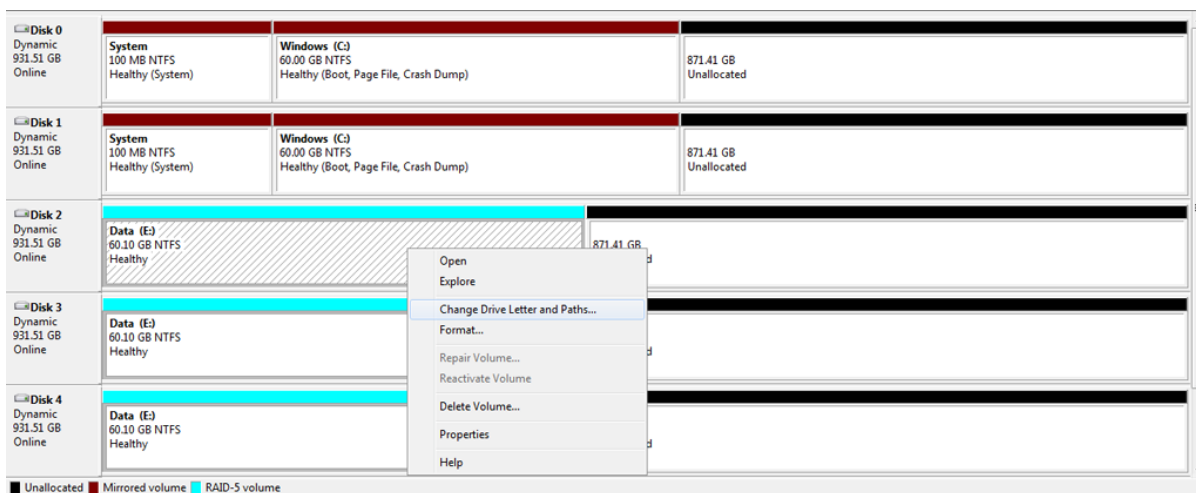 Disk 0
Dynamic
931.51 GB
Online
System
100 MB NTFS
Healthy (System)
Windows (C:)
60.00 GB NTFS
Healthy (Boot, Page File, Crash Dump)
871.41 GB
Unallocated
Disk 1
Dynamic
931.51 GB
Online
System
100 MB NTFS
Healthy (System)
Windows (C:)
60.00 GB NTFS
Healthy (Boot, Page File, Crash Dump)
871.41 GB
Unallocated
Disk 2
Dynamic
931.51 GB
Online
Data (E:)
60.10 GB NTFS
Healthy
871.41 GB
d
Disk 3
Dynamic
931.51 GB
Online
Data (E:)
60.10 GB NTFS
Healthy
d
Disk 4
Dynamic
931.51 GB
Online
Data (E:)
60.10 GB NTFS
Healthy
d
Open
Explore
Change Drive Letter and Paths...
Format...
Repair Volume...
Reactivate Volume
Delete Volume...
Properties
Help
Unallocated Mirrored volume RAID-5 volume